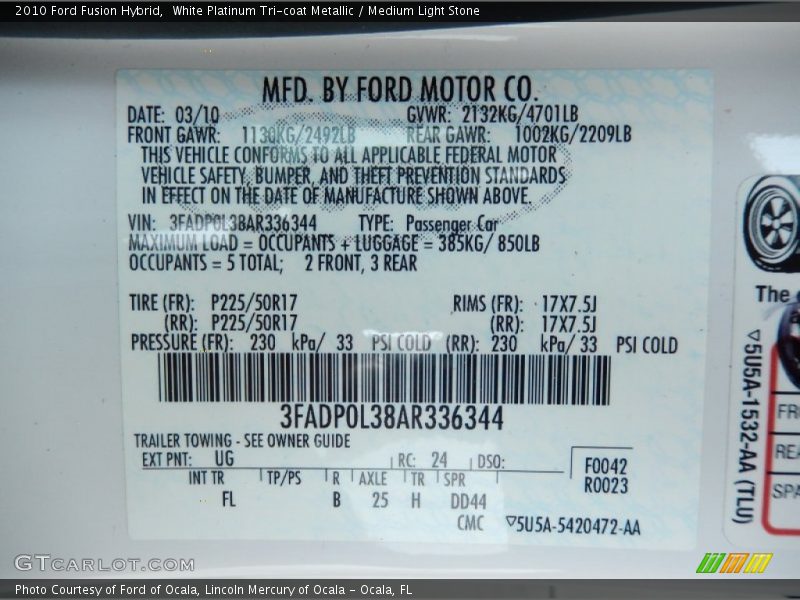 2010 Ford Fusion Hybrid,  White Platinum Tri-coat Metallic / Medium Light Stone
MFD. BY FORD MOTOR CO.
DATE: 03/10 GVWR: 2132KG/4701LB
FRONT GAWR: 1130KG/2492LB REAR GAWR: 1002KG/2209LB
THIS VEHICLE CONFORMS TO ALL APPLICABLE FEDERAL MOTOR
VEHICLE SAFETY, BUMPER, AND THEFT PREVENTION STANDARDS
IN EFFECT ON THE DATE OF MANUFACTURE SHOWN ABOVE.
VIN: 3FADP0L38AR336344 TYPE: Passenger Car
MAXIMUM LOAD = OCCUPANTS + LUGGAGE = 385KG/ 850LB
OCCUPANTS = 5 TOTAL; 2 FRONT, 3 REAR
TIRE (FR): P225/50R17 RIMS (FR): 17X7.5J
(RR): P225/50R17 (RR): 17X7.5J
PRESSURE (FR): 230 kPa/ 33 PSI COLD (RR): 230 kPa/ 33 PSI COLD
3FADP0L38AR336344
TRAILER TOWING - SEE OWNER GUIDE
EXT PNT: UG RC: 24 DSO: F0042
INT TR TP/PS R AXLE TR SPR R0023
FL B 25 H DD44
CMC ▽5U5A-5420472-AA
The
▽5U5A-1532-AA (TLU)
FR
REA
SPA
GTCarLot.com
Photo Courtesy of Ford of Ocala, Lincoln Mercury of Ocala - Ocala, FL